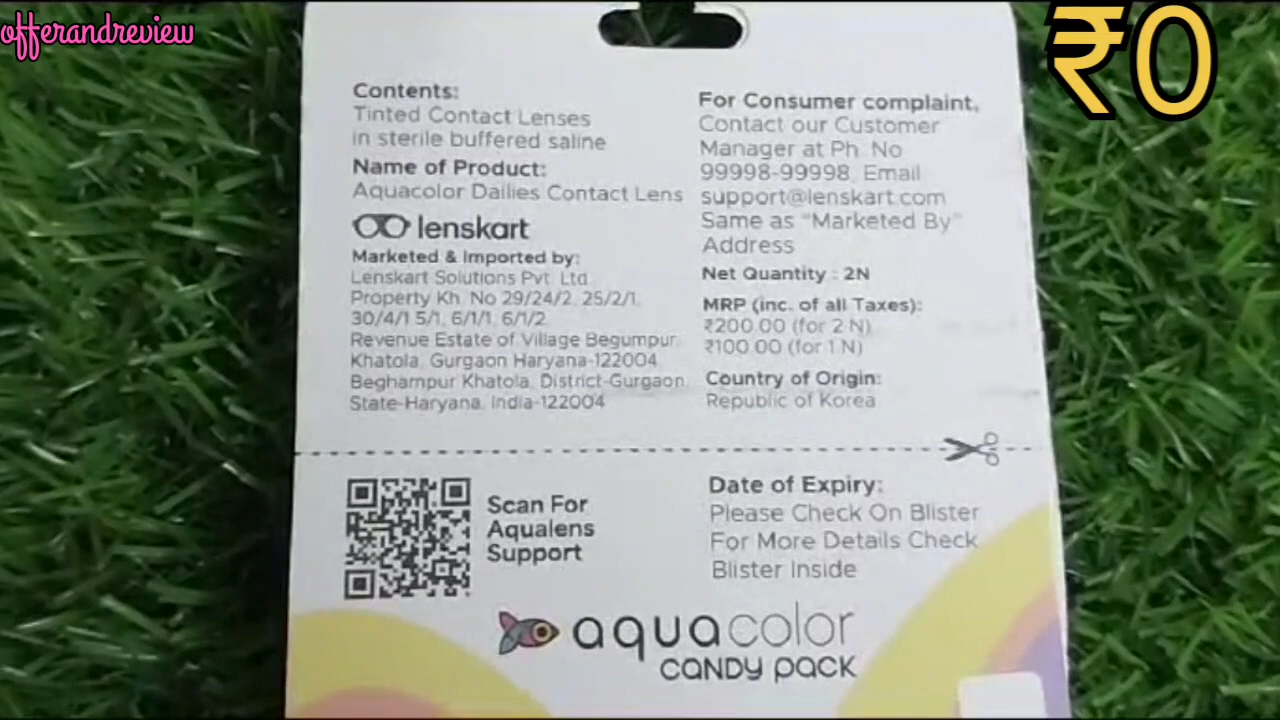 offerandreview
₹0
Contents:
Tinted Contact Lenses
in sterile buffered saline
Name of Product:
Aquacolor Dailies Contact Lens
lenskart
Marketed & Imported by:
Lenskart Solutions Pvt. Ltd.
Property Kh. No 29/24/2, 25/2/1,
30/4/1 5/1, 6/1/1, 6/1/2,
Revenue Estate of Village Begumpur
Khatola, Gurgaon Haryana-122004,
Beghampur Khatola, District-Gurgaon,
State-Haryana, India-122004
For Consumer complaint,
Contact our Customer
Manager at Ph. No
99998-99998, Email
support@lenskart.com
Same as "Marketed By"
Address
Net Quantity : 2N
MRP (inc. of all Taxes):
₹200.00 (for 2 N)
₹100.00 (for 1 N)
Country of Origin:
Republic of Korea
Scan For
Aqualens
Support
Date of Expiry:
Please Check On Blister
For More Details Check
Blister Inside
aquacolor
CANDY PACK